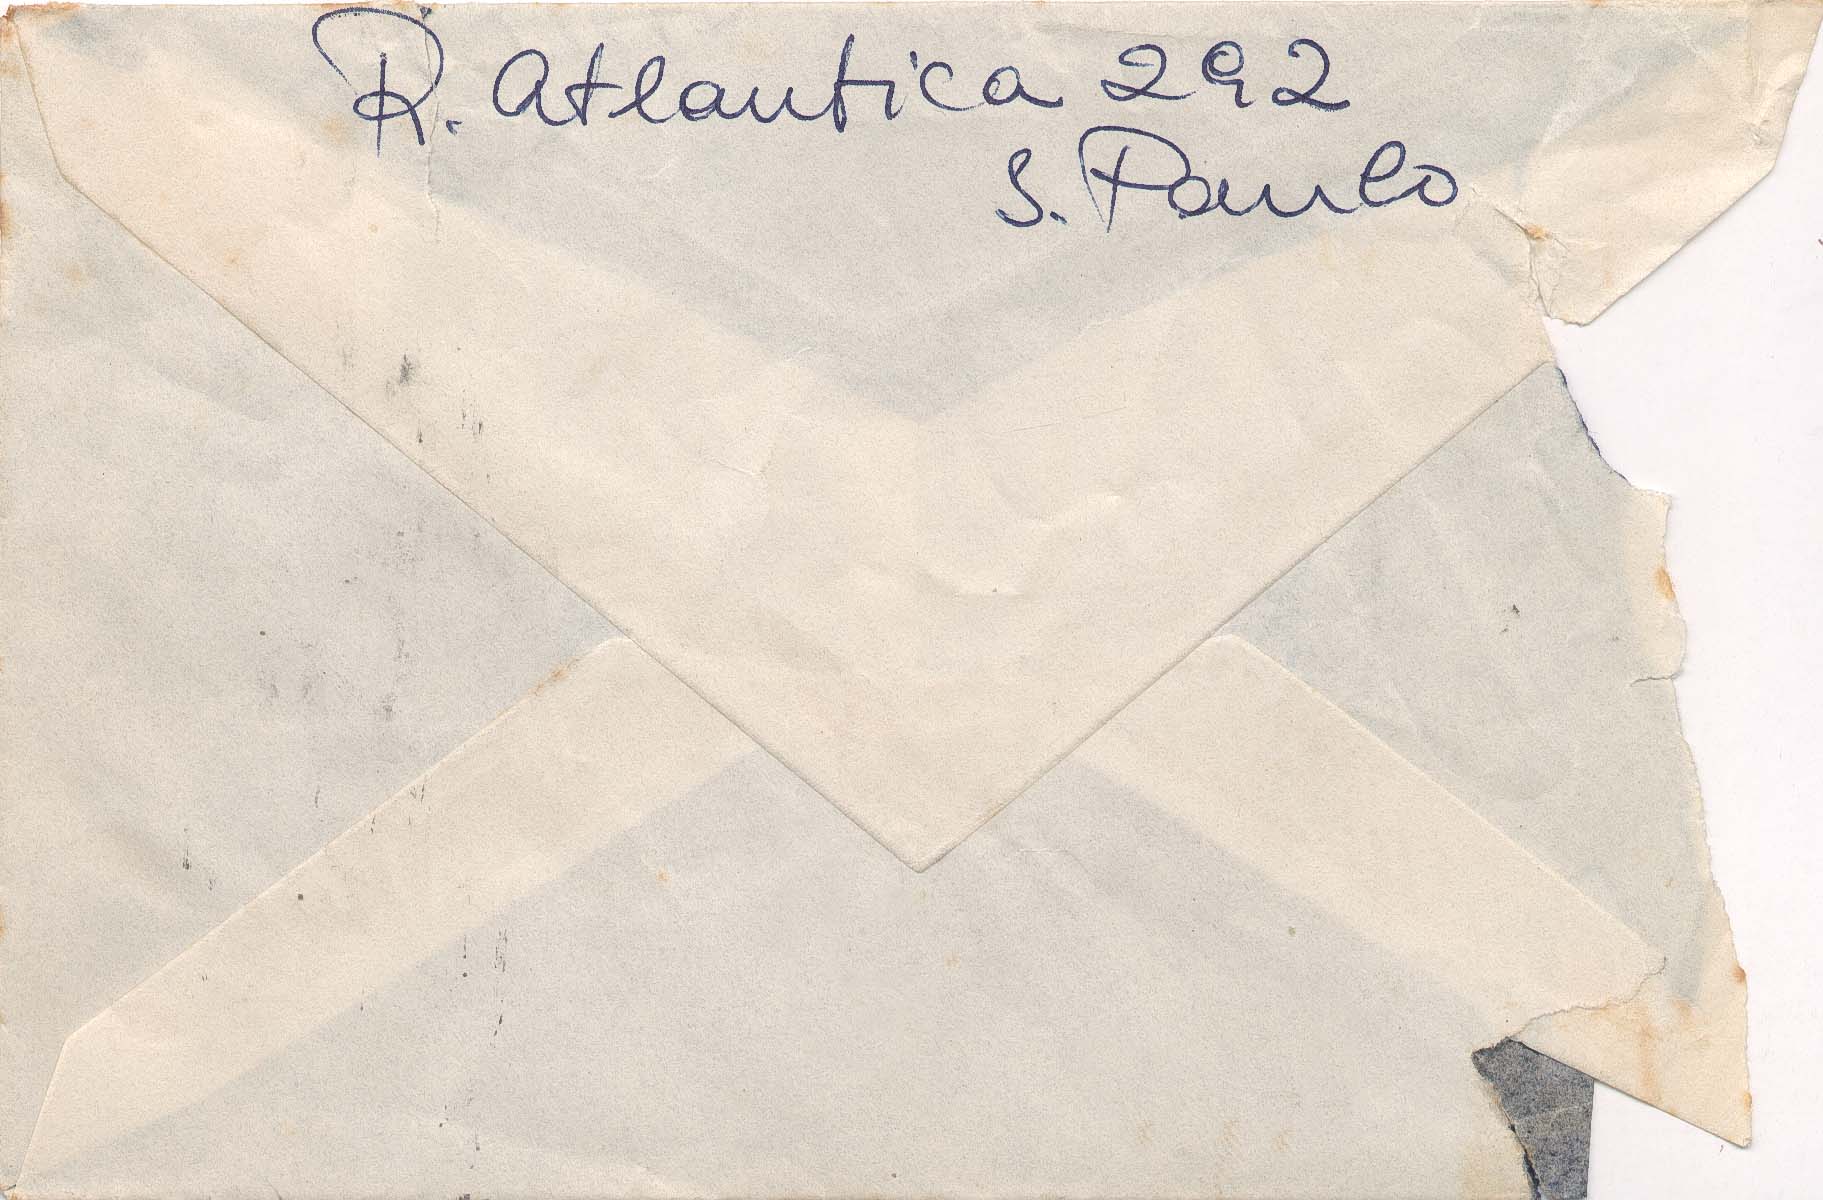 R. Atlantica 292
S. Paulo